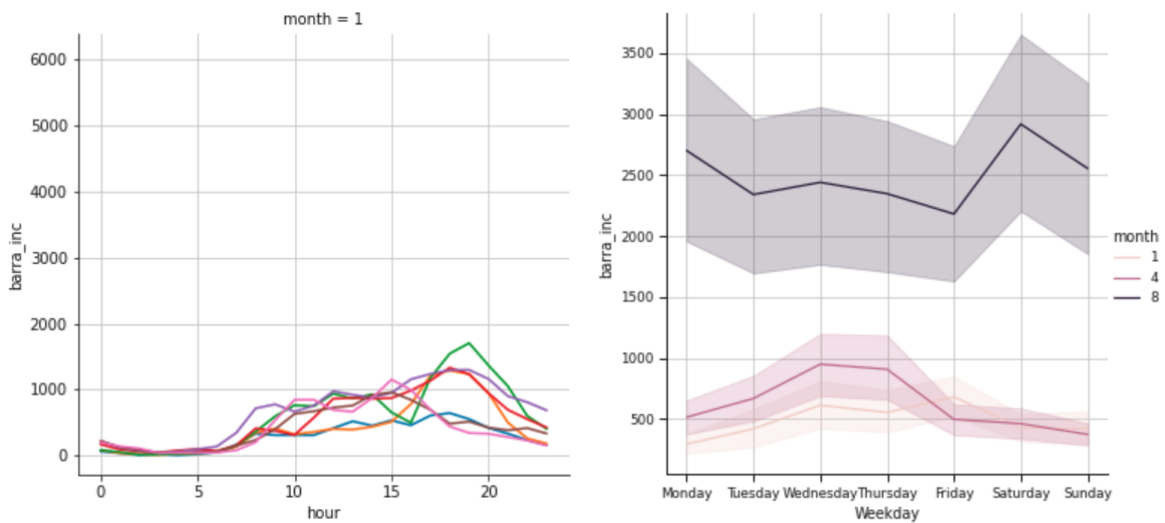 month = 1
6000
5000
4000
3000
2000
1000
0
barra_inc
0 5 10 15 20
hour
3500
3000
2500
2000
1500
1000
500
barra_inc
Monday Tuesday Wednesday Thursday Friday Saturday Sunday
Weekday
month
1
4
8